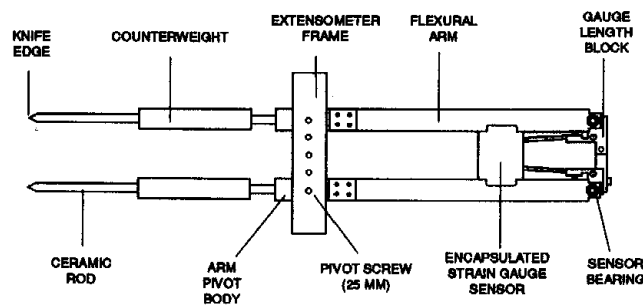 EXTENSOMETER
FRAME
FLEXURAL
ARM
GAUGE
LENGTH
BLOCK
KNIFE
EDGE
COUNTERWEIGHT
CERAMIC
ROD
ARM
PIVOT
BODY
PIVOT SCREW
(25 MM)
ENCAPSULATED
STRAIN GAUGE
SENSOR
SENSOR
BEARING